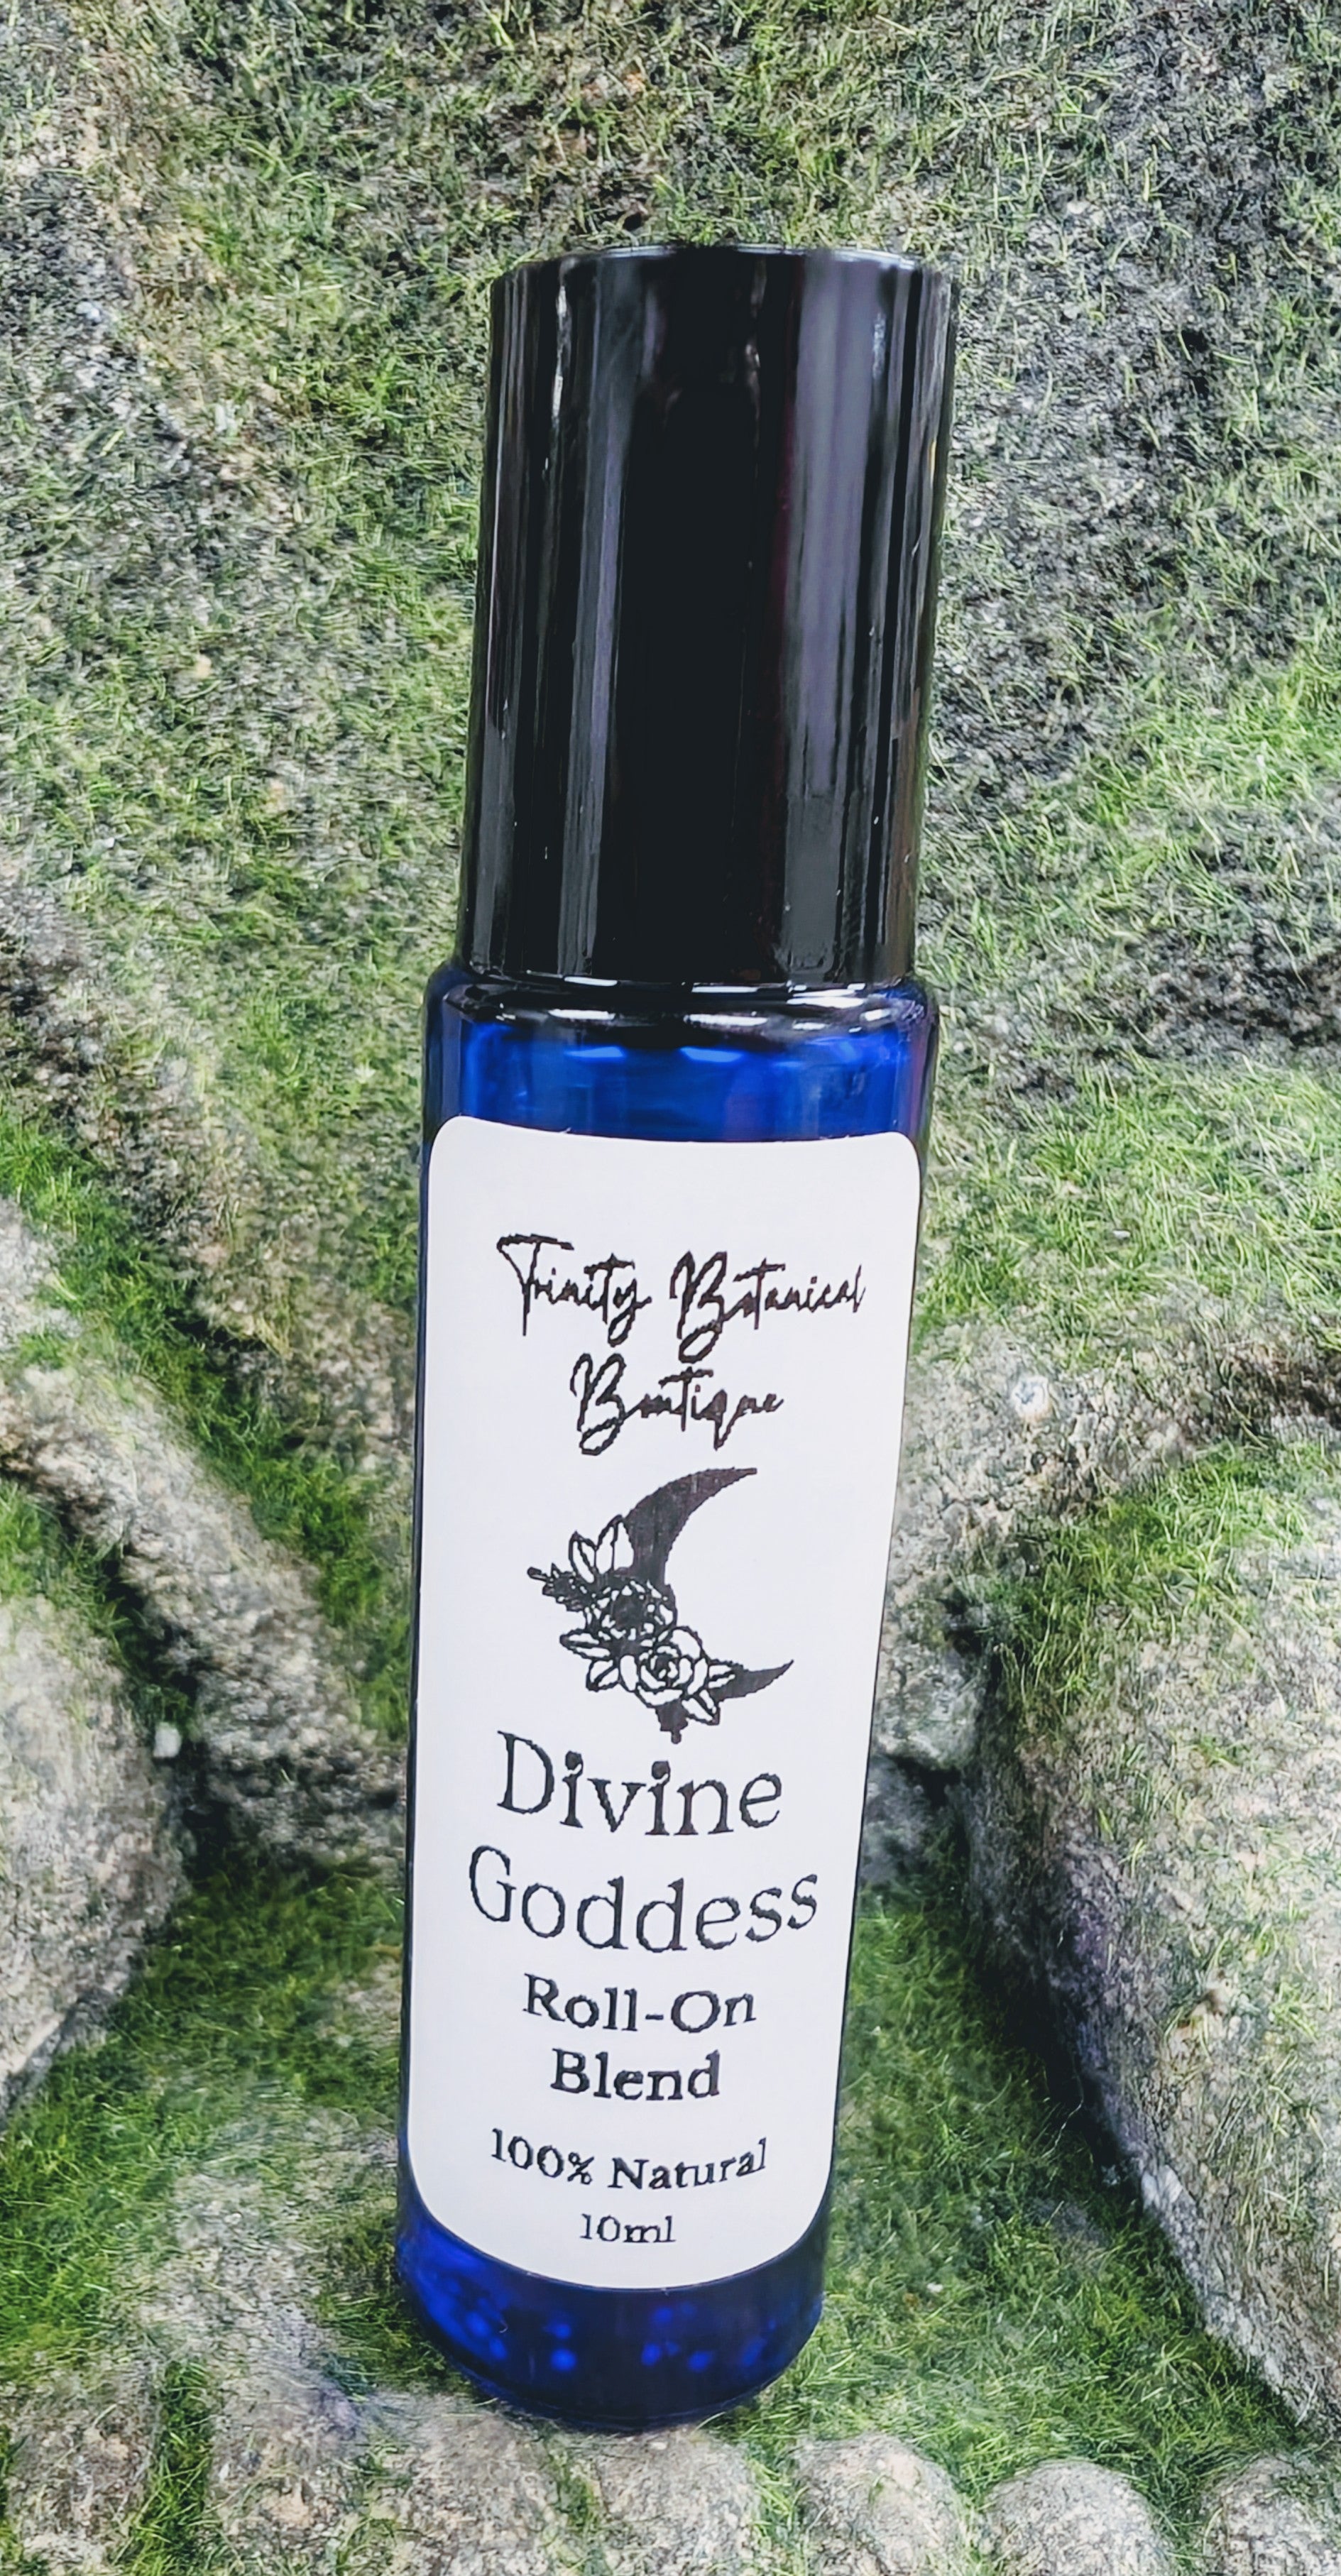 Trinity Botanical
Boutique
Divine
Goddess
Roll-On
Blend
100% Natural
10ml